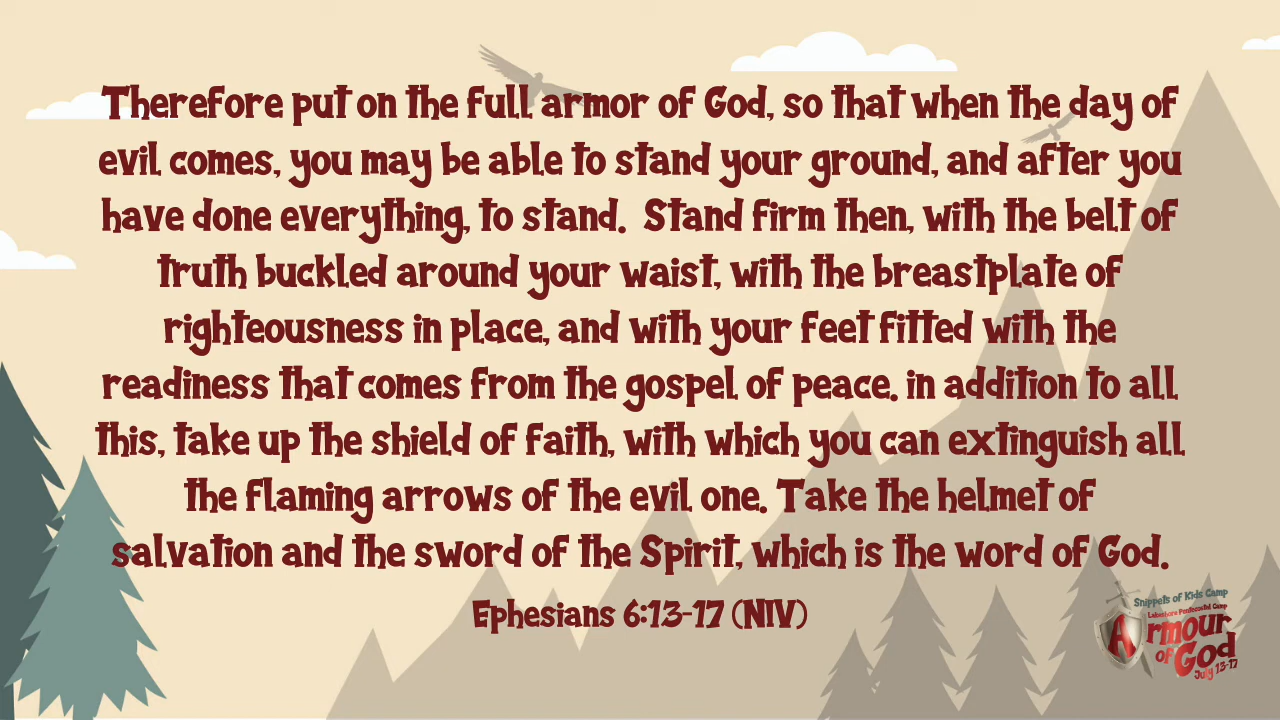 Therefore put on the full armor of God, so that when the day of
evil comes, you may be able to stand your ground, and after you
have done everything, to stand.  Stand firm then, with the belt of
truth buckled around your waist, with the breastplate of
righteousness in place, and with your feet fitted with the
readiness that comes from the gospel of peace. in addition to all
this, take up the shield of faith, with which you can extinguish all
the flaming arrows of the evil one. Take the helmet of
salvation and the sword of the Spirit, which is the word of God.
Ephesians 6:13-17 (NIV)
Snippets of Kids Camp
Lakeshore Pentecostal Camp
Armour
of God
July 13-17